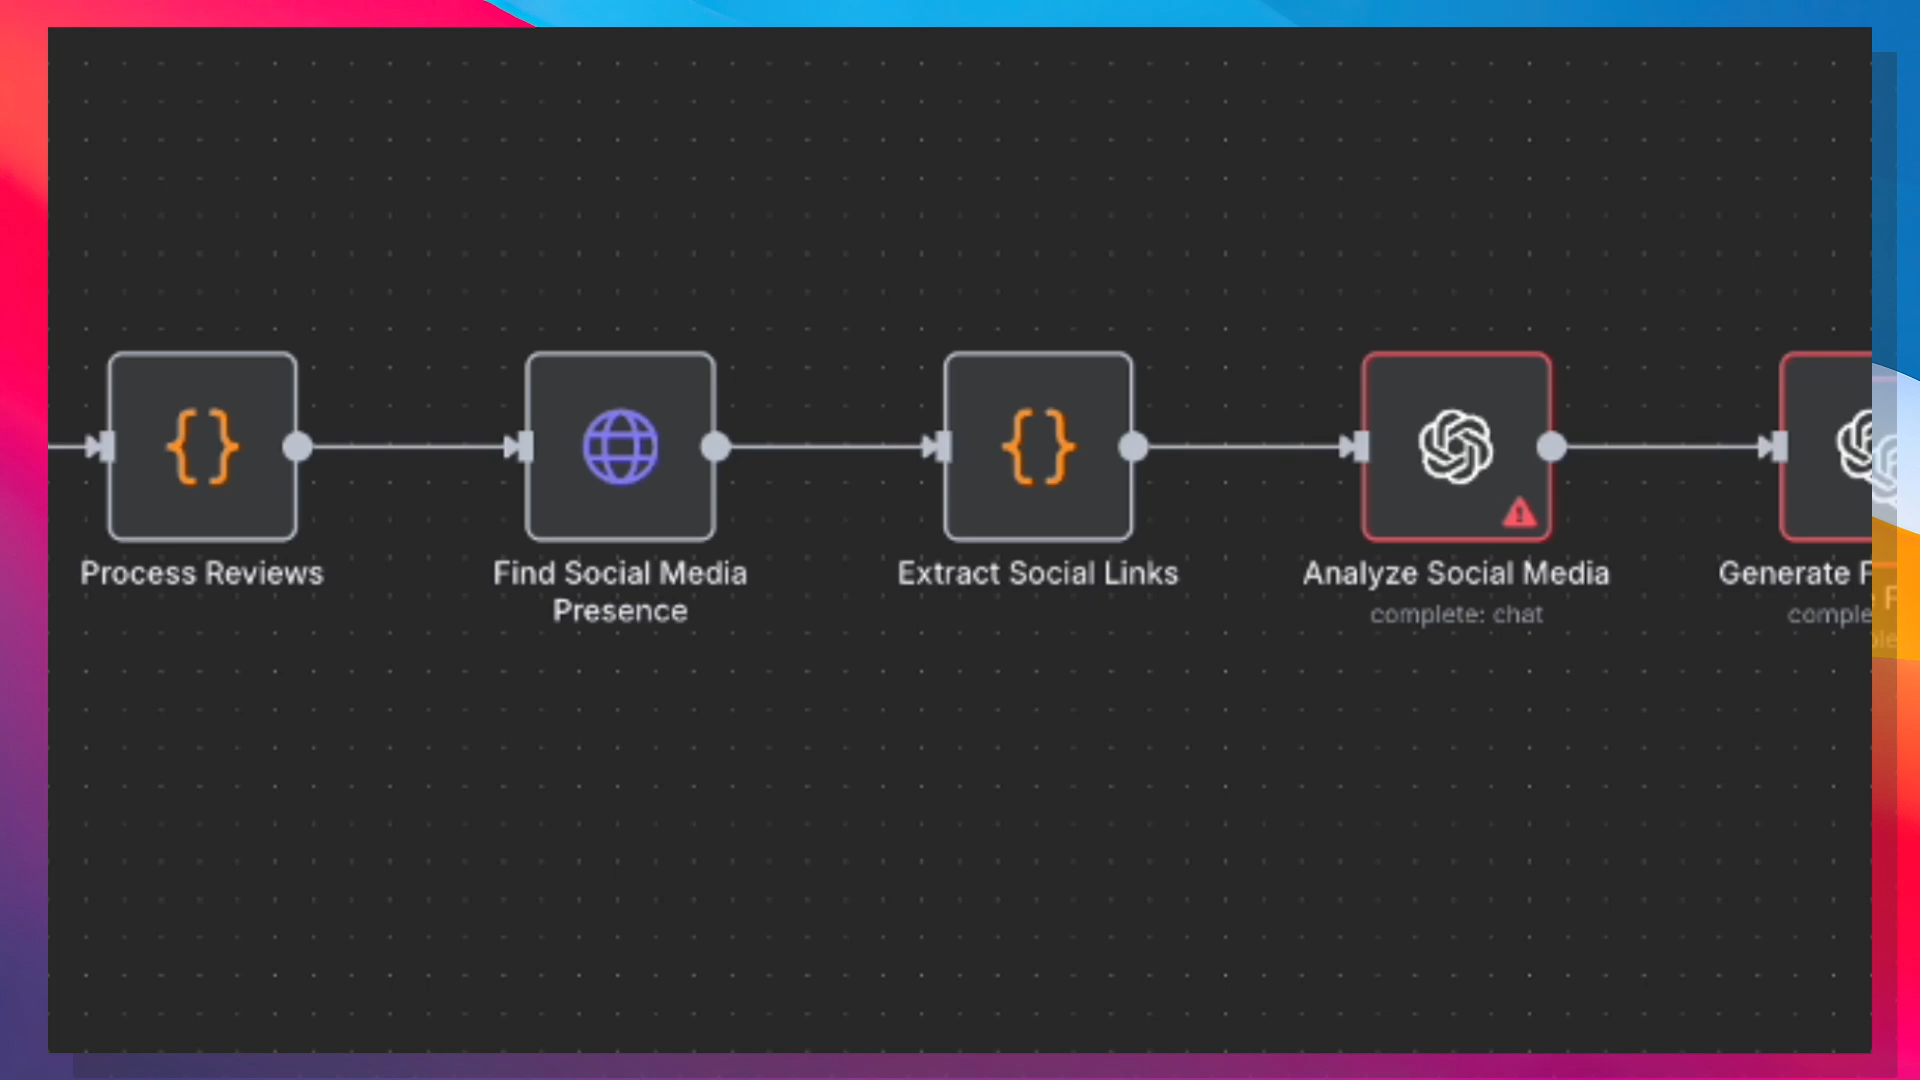 Process Reviews
Find Social Media
Presence
Extract Social Links
Analyze Social Media
complete: chat
Generate